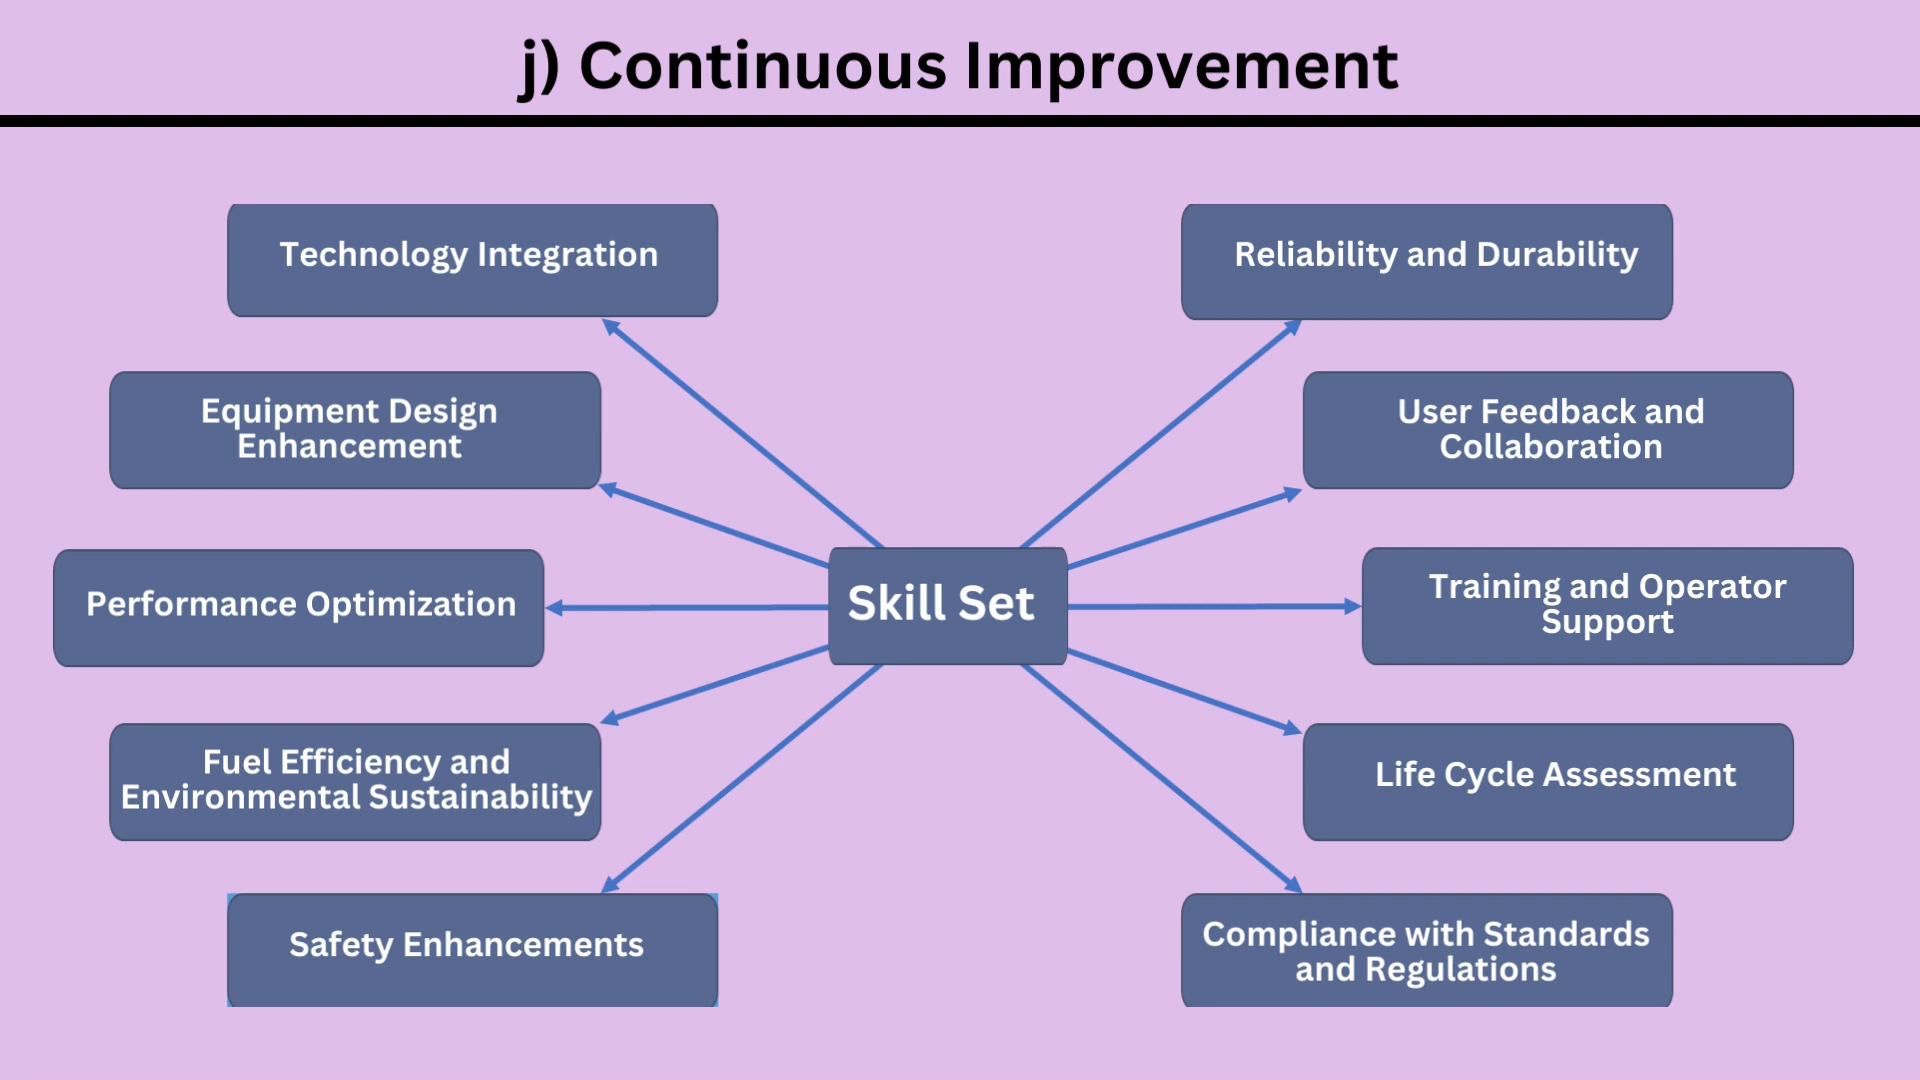 j) Continuous Improvement
Technology Integration
Reliability and Durability
Equipment Design
Enhancement
User Feedback and
Collaboration
Performance Optimization
Skill Set
Training and Operator
Support
Fuel Efficiency and
Environmental Sustainability
Life Cycle Assessment
Safety Enhancements
Compliance with Standards
and Regulations